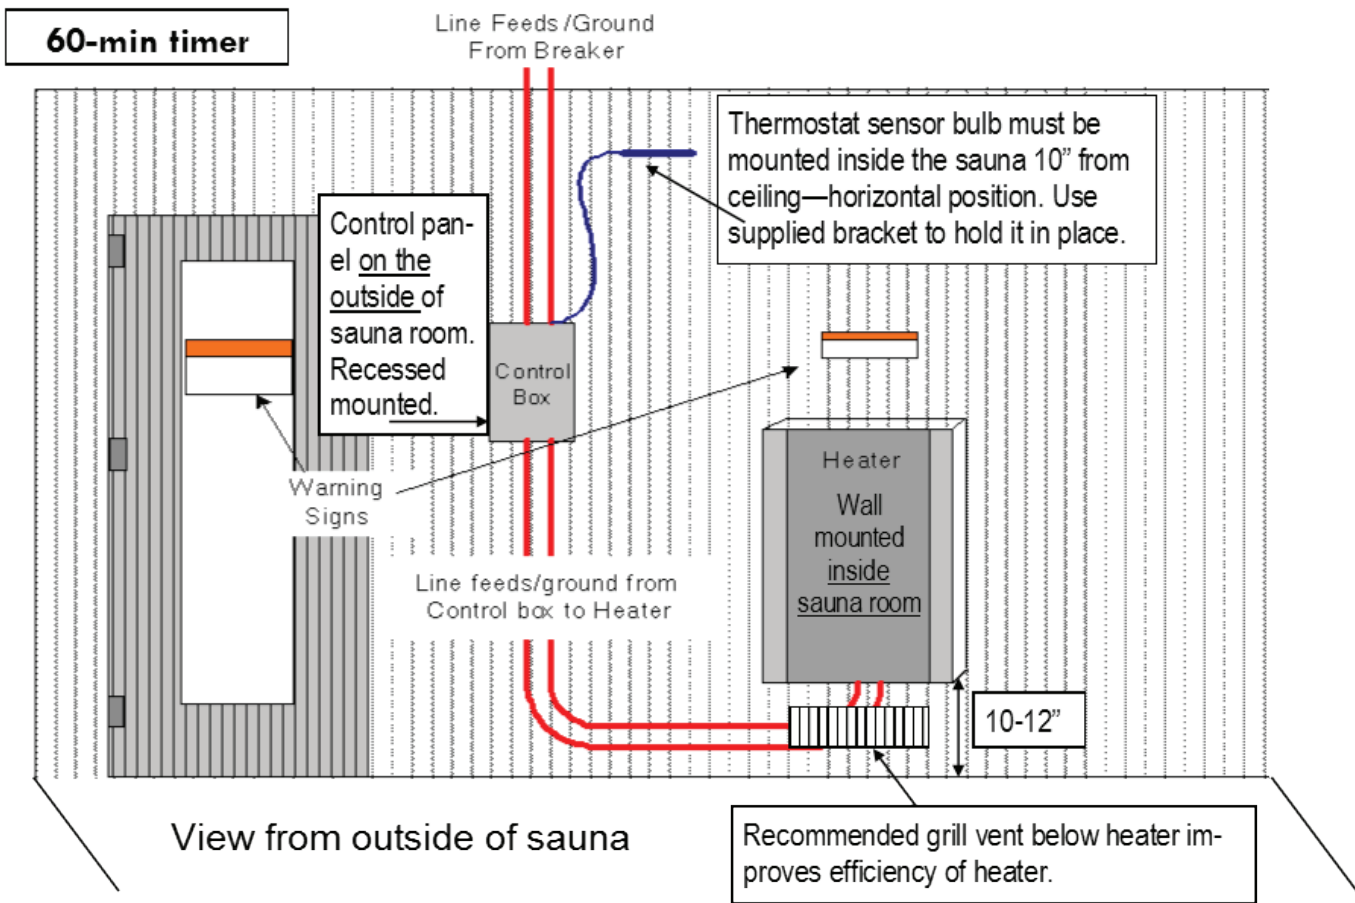 60-min timer
Line Feeds/Ground
From Breaker
Thermostat sensor bulb must be
mounted inside the sauna 10” from
ceiling—horizontal position. Use
supplied bracket to hold it in place.
Control pan-
el on the
outside of
sauna room.
Recessed
mounted.
Control
Box
Warning
Signs
Heater
Wall
mounted
inside
sauna room
Line feeds/ground from
Control box to Heater
10-12”
View from outside of sauna
Recommended grill vent below heater im-
proves efficiency of heater.